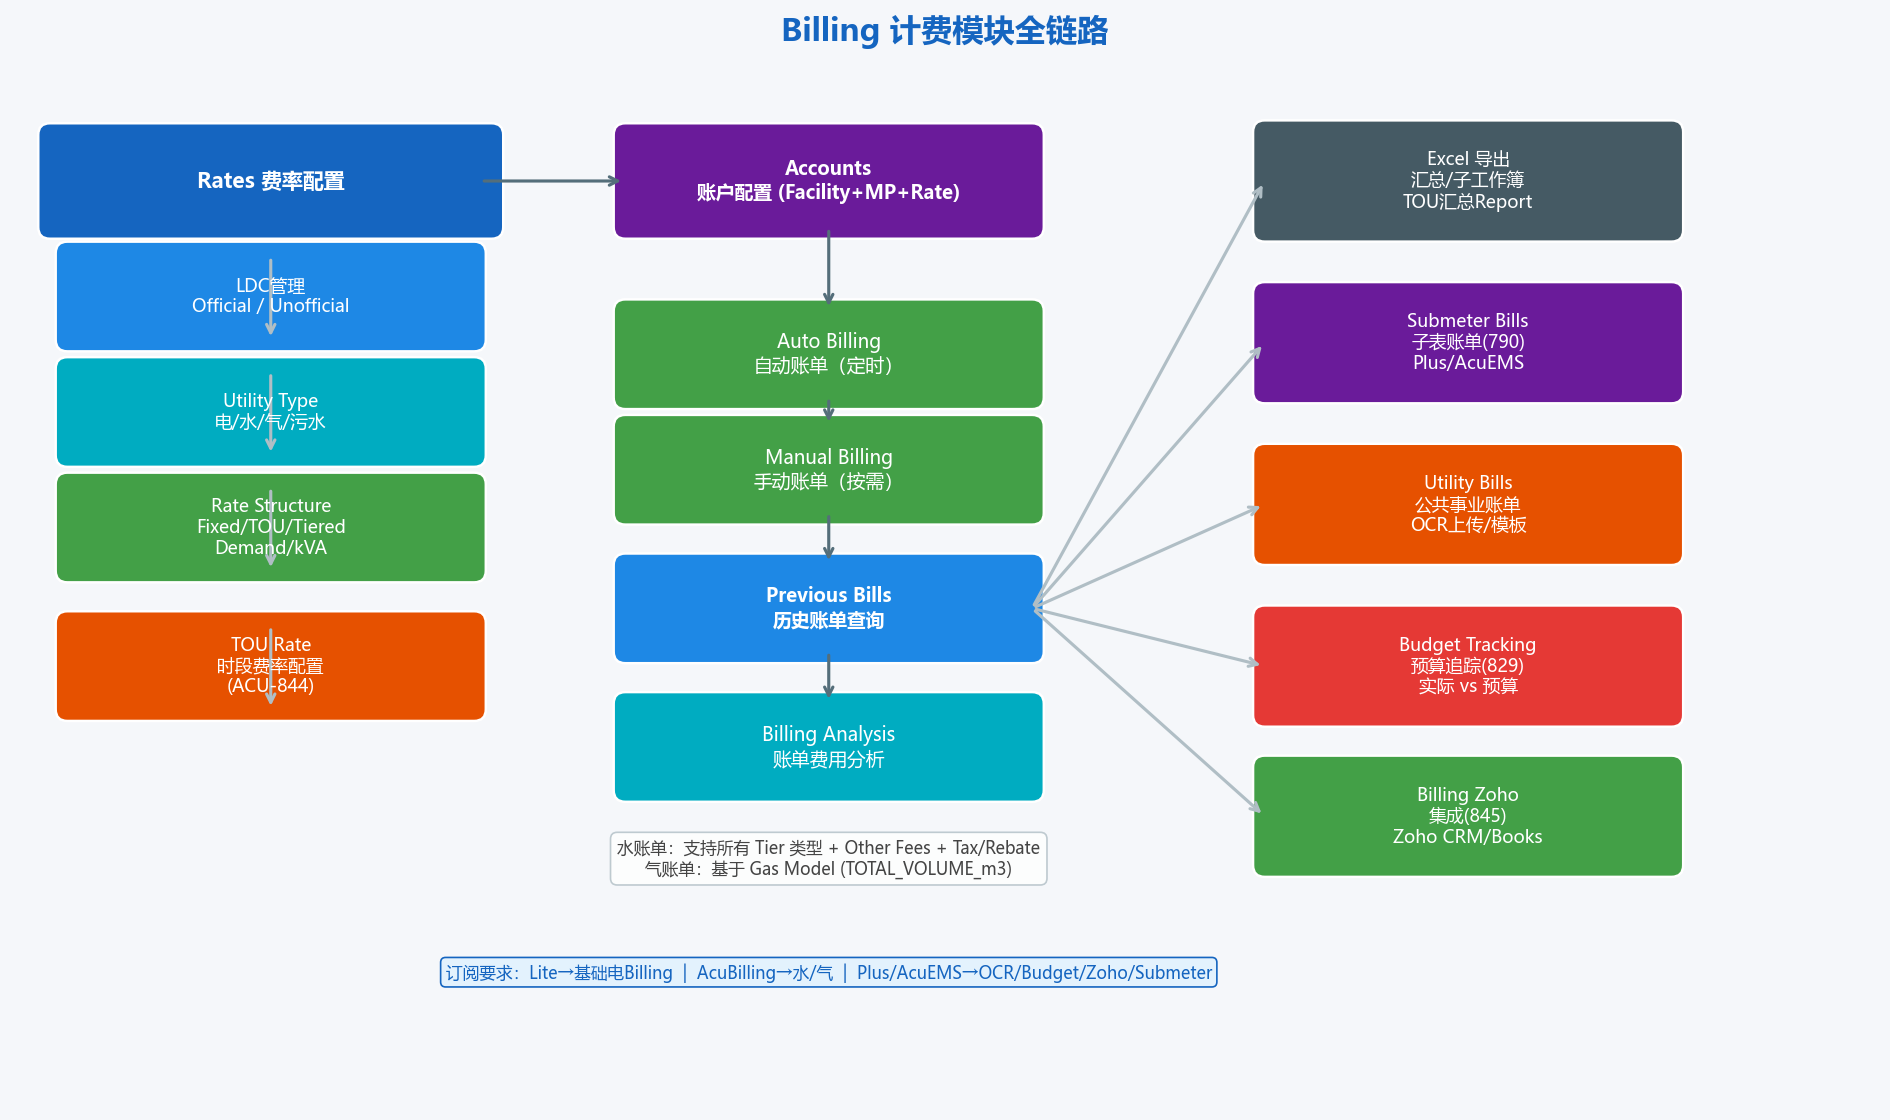 Billing 计费模块全链路
Rates 费率配置
LDC管理
Official / Unofficial
Utility Type
电/水/气/污水
Rate Structure
Fixed/TOU/Tiered
Demand/kVA
TOU Rate
时段费率配置
(ACU-844)
Accounts
账户配置 (Facility+MP+Rate)
Auto Billing
自动账单（定时）
Manual Billing
手动账单（按需）
Previous Bills
历史账单查询
Billing Analysis
账单费用分析
水账单：支持所有 Tier 类型 + Other Fees + Tax/Rebate
气账单：基于 Gas Model (TOTAL_VOLUME_m3)
Excel 导出
汇总/子工作簿
TOU汇总Report
Submeter Bills
子表账单(790)
Plus/AcuEMS
Utility Bills
公共事业账单
OCR上传/模板
Budget Tracking
预算追踪(829)
实际 vs 预算
Billing Zoho
集成(845)
Zoho CRM/Books
订阅要求：Lite→基础电Billing | AcuBilling→水/气 | Plus/AcuEMS→OCR/Budget/Zoho/Submeter